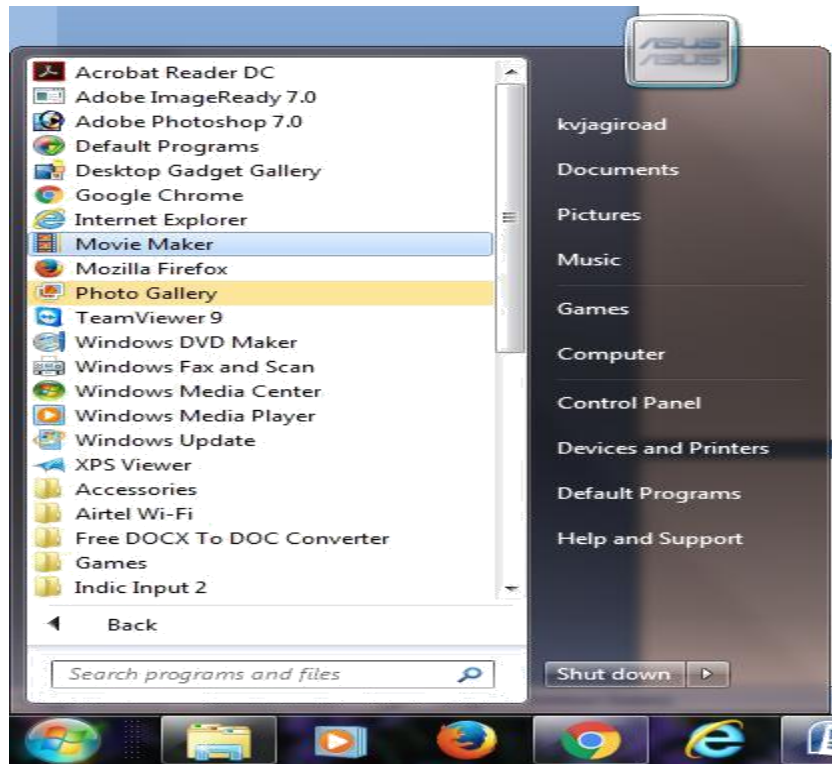 Acrobat Reader DC
Adobe ImageReady 7.0
Adobe Photoshop 7.0
Default Programs
Desktop Gadget Gallery
Google Chrome
Internet Explorer
Movie Maker
Mozilla Firefox
Photo Gallery
TeamViewer 9
Windows DVD Maker
Windows Fax and Scan
Windows Media Center
Windows Media Player
Windows Update
XPS Viewer
Accessories
Airtel Wi-Fi
Free DOCX To DOC Converter
Games
Indic Input 2
Back
Search programs and files
ASUS
ASUS
kvjagiroad
Documents
Pictures
Music
Games
Computer
Control Panel
Devices and Printers
Default Programs
Help and Support
Shut down